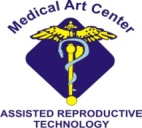 Medical Art Center
ASSISTED REPRODUCTIVE
TECHNOLOGY